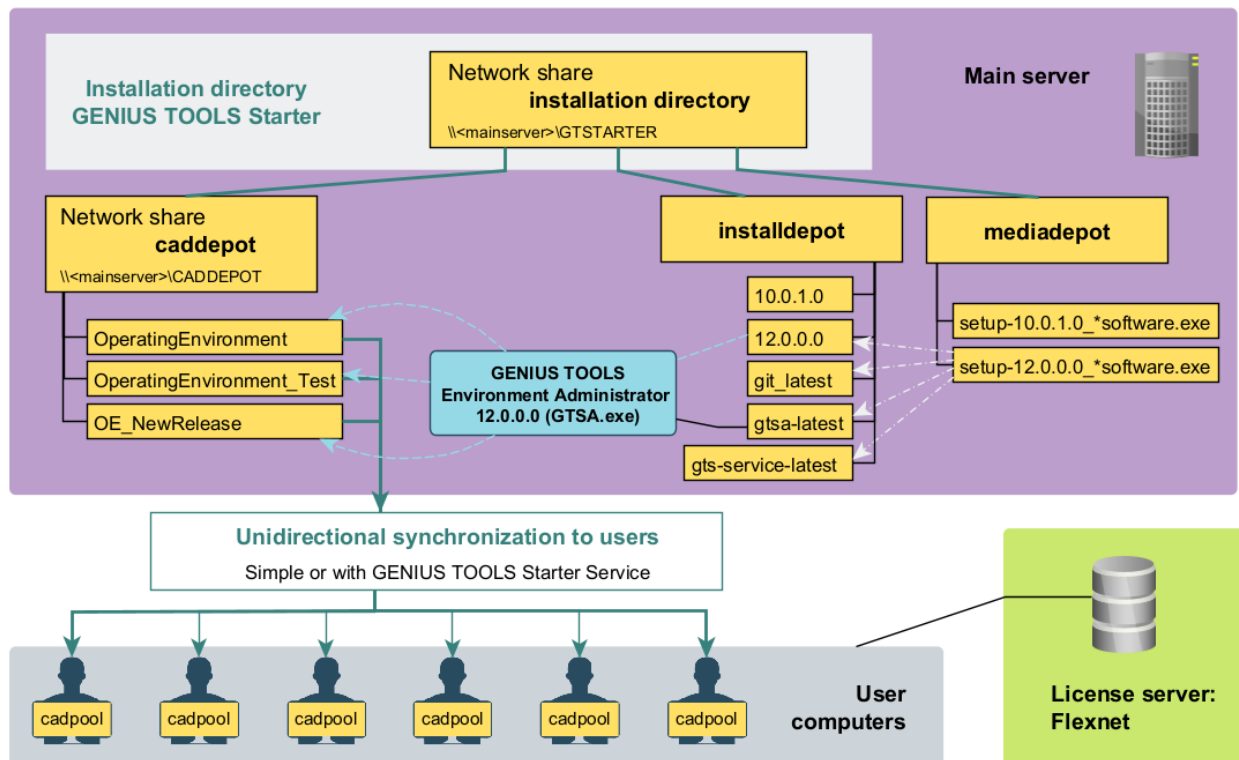 Installation directory
GENIUS TOOLS Starter
Network share
installation directory
\\<mainserver>\GTSTARTER
Main server
Network share
caddepot
\\<mainserver>\CADDEPOT
OperatingEnvironment
OperatingEnvironment_Test
OE_NewRelease
GENIUS TOOLS
Environment Administrator
12.0.0.0 (GTSA.exe)
installdepot
10.0.1.0
12.0.0.0
git_latest
gtsa-latest
gts-service-latest
mediadepot
setup-10.0.1.0_*software.exe
setup-12.0.0.0_*software.exe
Unidirectional synchronization to users
Simple or with GENIUS TOOLS Starter Service
cadpool
cadpool
cadpool
cadpool
cadpool
cadpool
User
computers
License server:
Flexnet